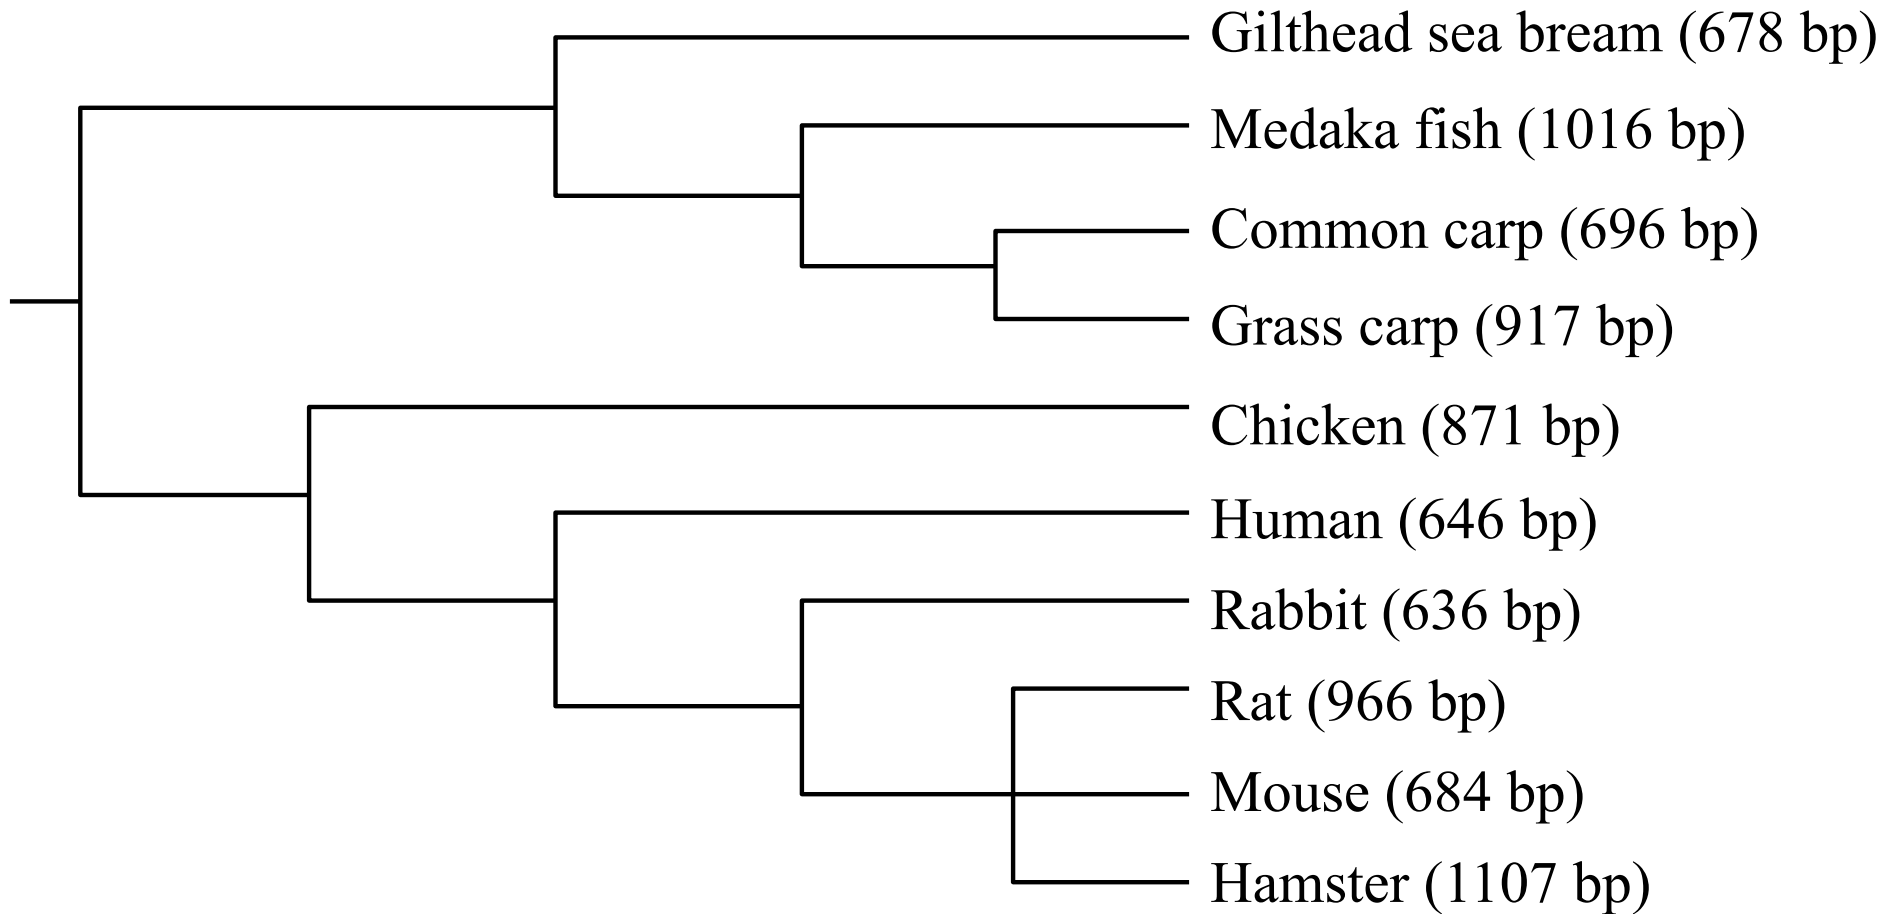 Gilthead sea bream (678 bp)
Medaka fish (1016 bp)
Common carp (696 bp)
Grass carp (917 bp)
Chicken (871 bp)
Human (646 bp)
Rabbit (636 bp)
Rat (966 bp)
Mouse (684 bp)
Hamster (1107 bp)